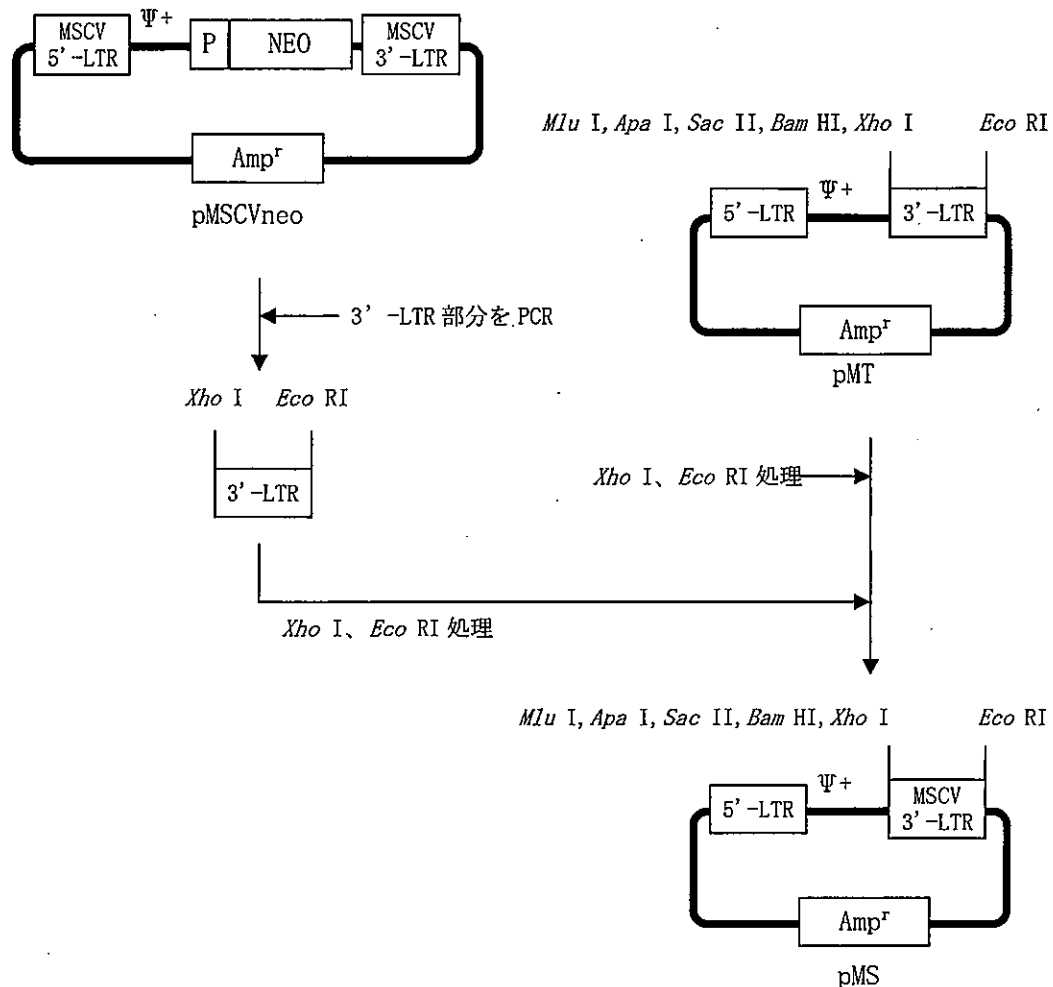 MSCV
5'-LTR
Ψ+
P
NEO
MSCV
3'-LTR
Ampʳ
pMSCVneo
Mlu I, Apa I, Sac II, Bam HI, Xho I
Eco RI
5'-LTR
Ψ+
3'-LTR
Ampʳ
pMT
3'-LTR 部分を PCR
Xho I
Eco RI
3'-LTR
Xho I、Eco RI 処理
Xho I、Eco RI 処理
Mlu I, Apa I, Sac II, Bam HI, Xho I
Eco RI
5'-LTR
Ψ+
MSCV
3'-LTR
Ampʳ
pMS